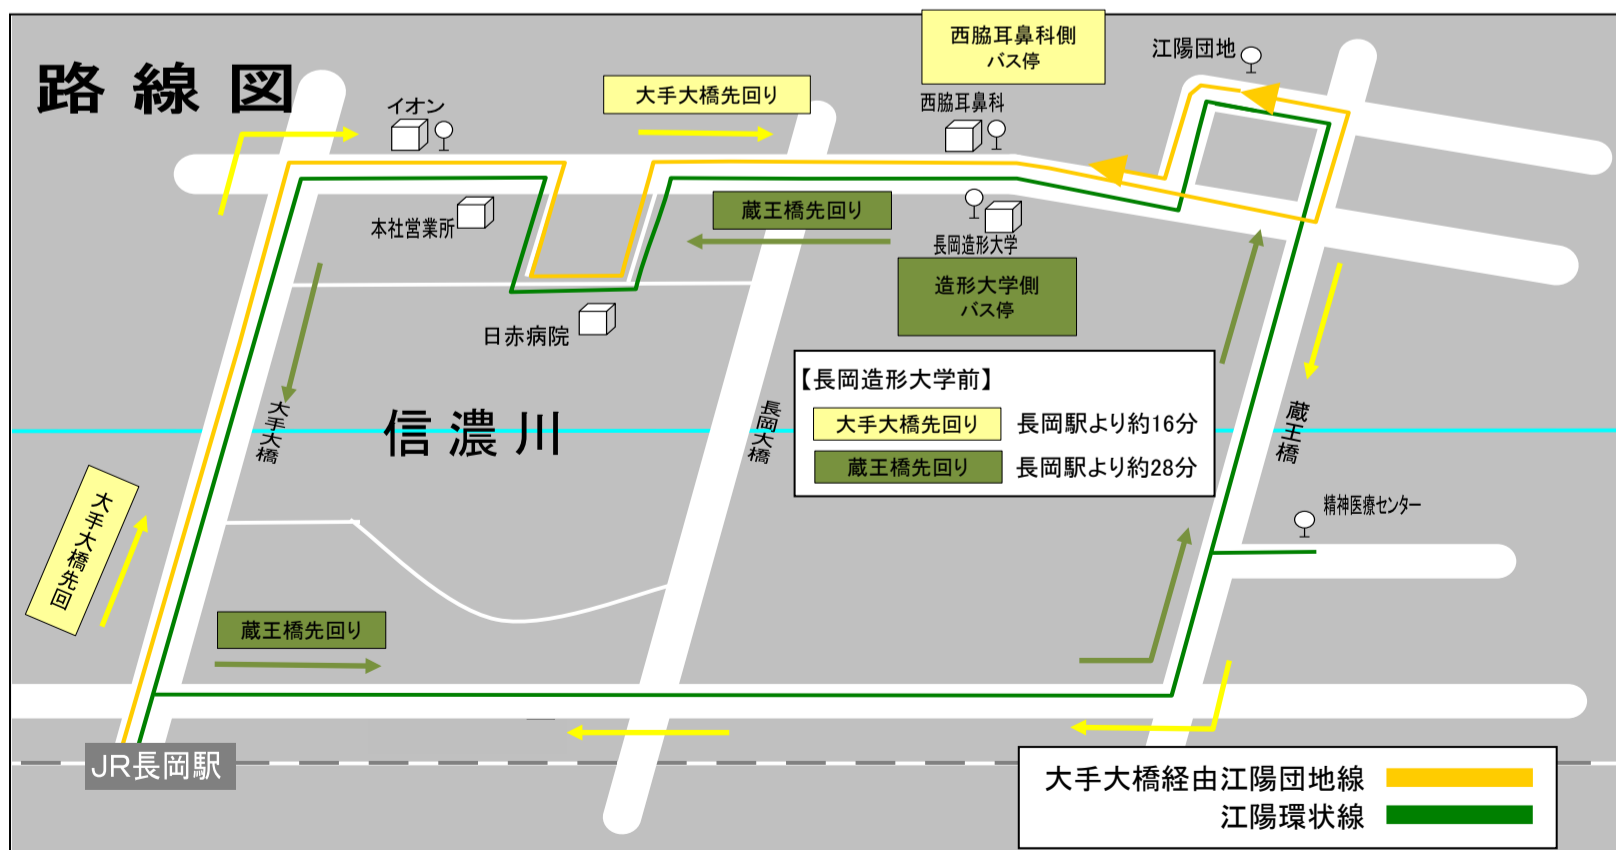 路線図
西脇耳鼻科側
バス停
江陽団地
イオン
大手大橋先回り
西脇耳鼻科
本社営業所
蔵王橋先回り
長岡造形大学
造形大学側
バス停
日赤病院
【長岡造形大学前】
大手大橋先回り 長岡駅より約16分
蔵王橋先回り 長岡駅より約28分
大手大橋
信濃川
長岡大橋
蔵王橋
大手大橋先回
精神医療センター
蔵王橋先回り
JR長岡駅
大手大橋経由江陽団地線
江陽環状線